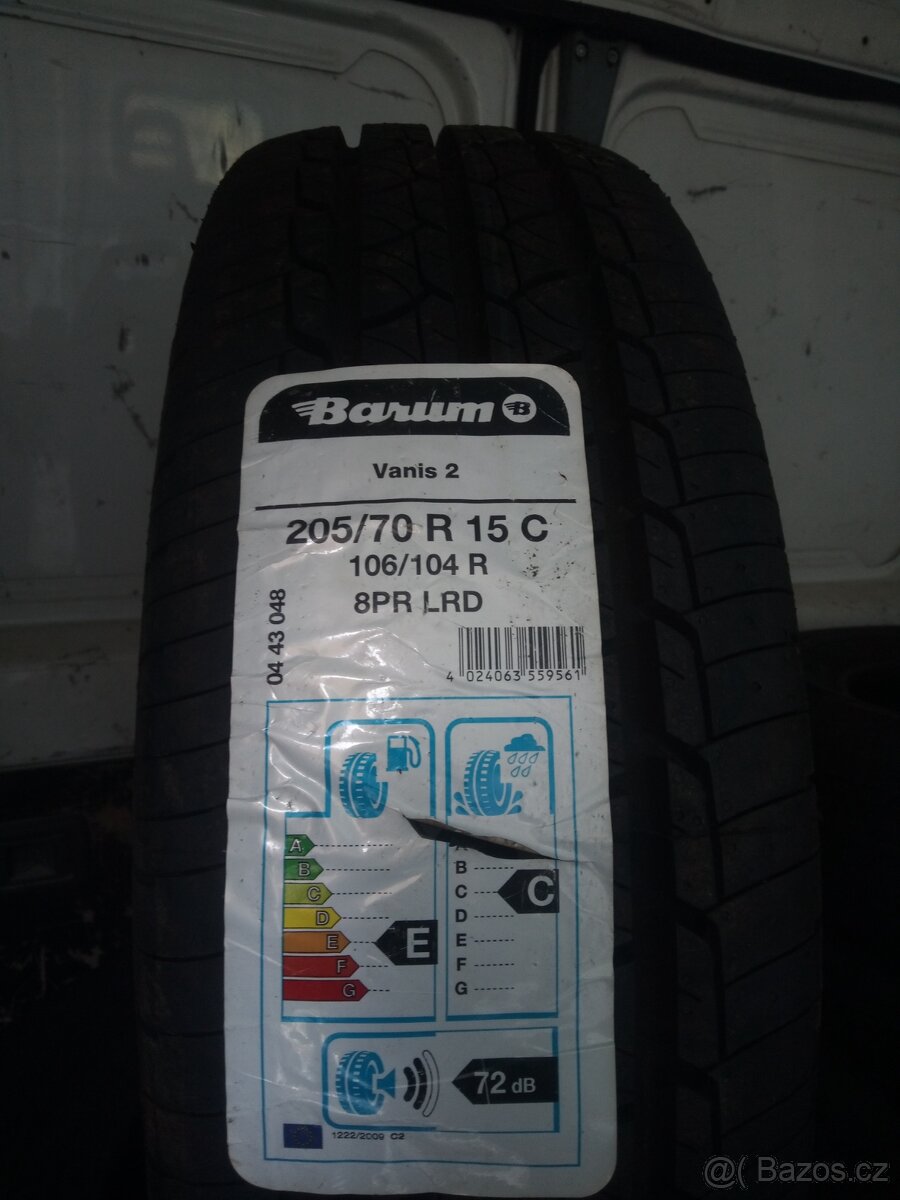 Barum B
Vanis 2
205/70 R 15 C
106/104 R
8PR LRD
04 43 048
4 024063 559561
A
B
C
D
E
F
G
E
A
B
C
D
E
F
G
C
72 dB
1222/2009 C2
@( Bazos.cz